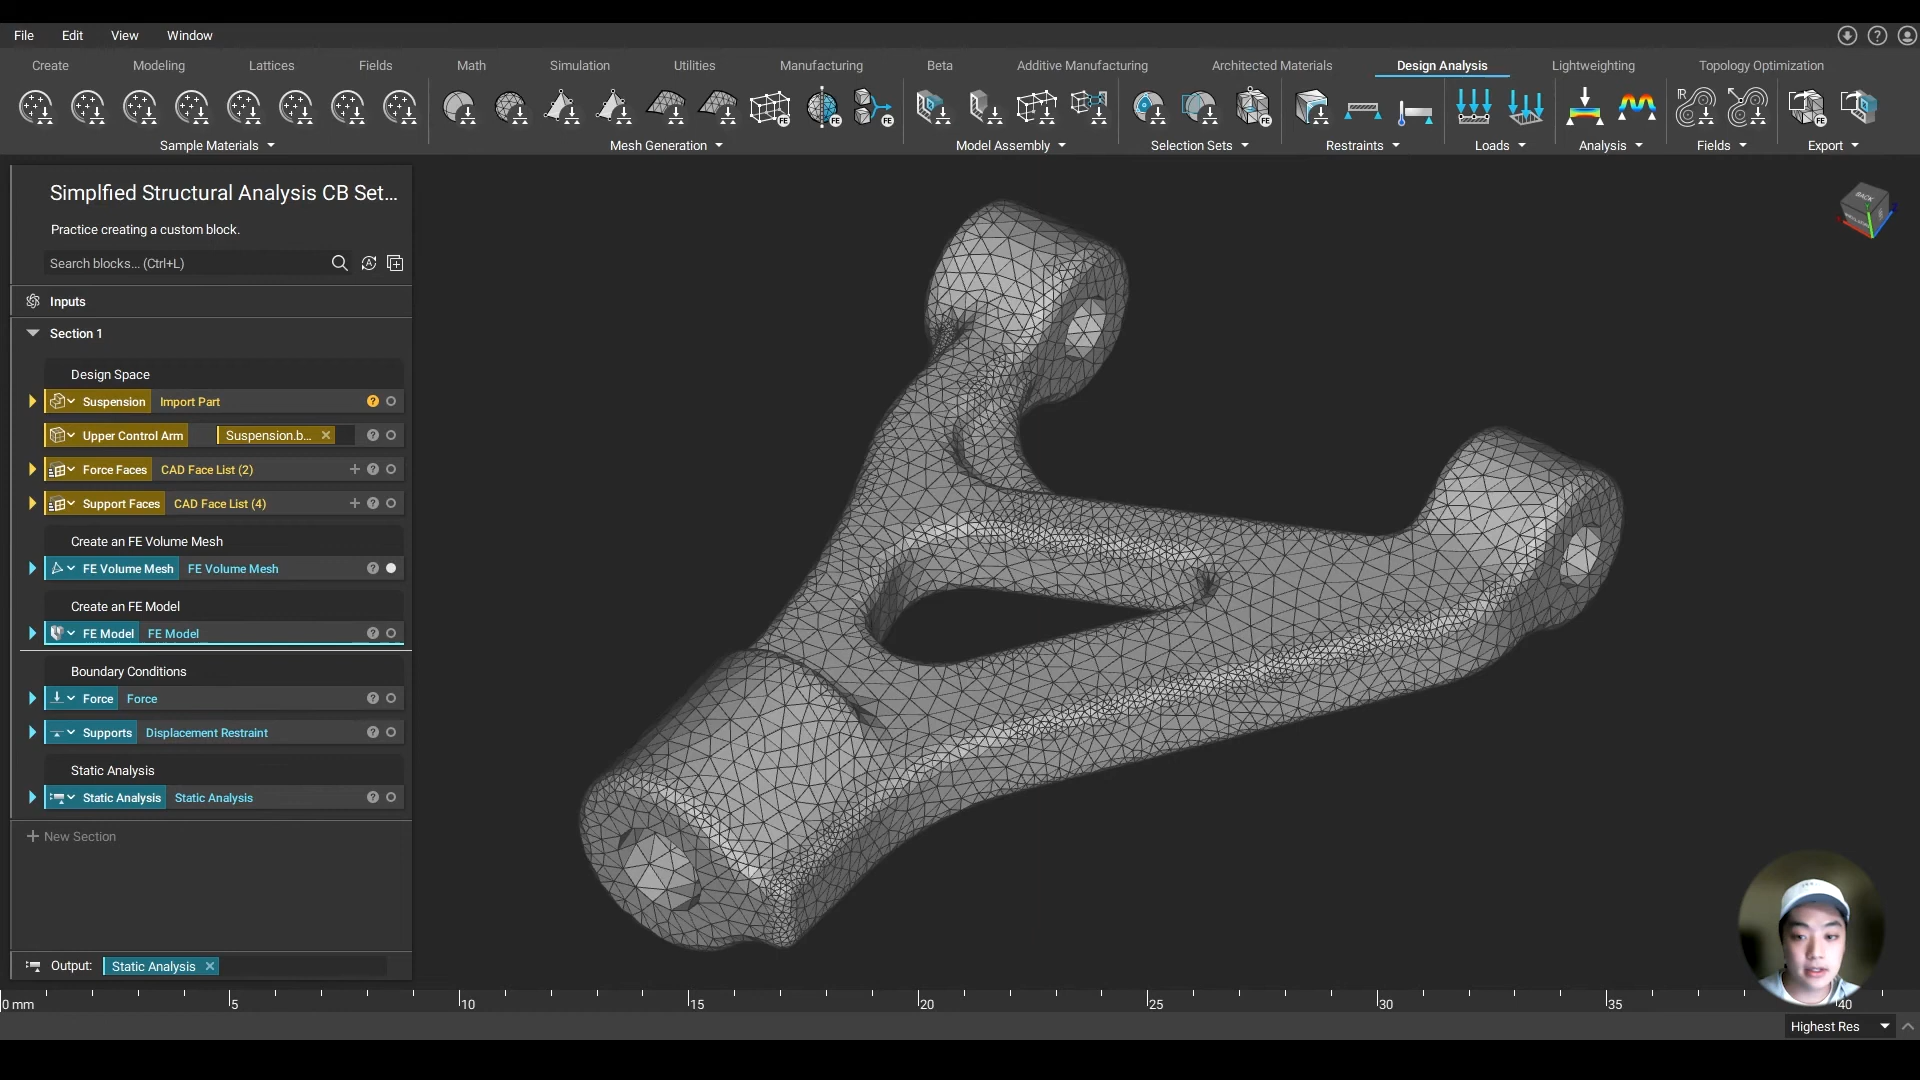 File Edit View Window
Create Modeling Lattices Fields Math Simulation Utilities Manufacturing Beta Additive Manufacturing Architected Materials Design Analysis Lightweighting Topology Optimization
Sample Materials Mesh Generation Model Assembly Selection Sets Restraints Loads Analysis Fields Export
Simplfied Structural Analysis CB Set...
Practice creating a custom block.
Search blocks... (Ctrl+L)
Inputs
Section 1
Design Space
Suspension Import Part
Upper Control Arm Suspension.b...
Force Faces CAD Face List (2)
Support Faces CAD Face List (4)
Create an FE Volume Mesh
FE Volume Mesh FE Volume Mesh
Create an FE Model
FE Model FE Model
Boundary Conditions
Force Force
Supports Displacement Restraint
Static Analysis
Static Analysis Static Analysis
New Section
Output: Static Analysis
0 mm 5 10 15 20 25 30 35 40
Highest Res
BACK